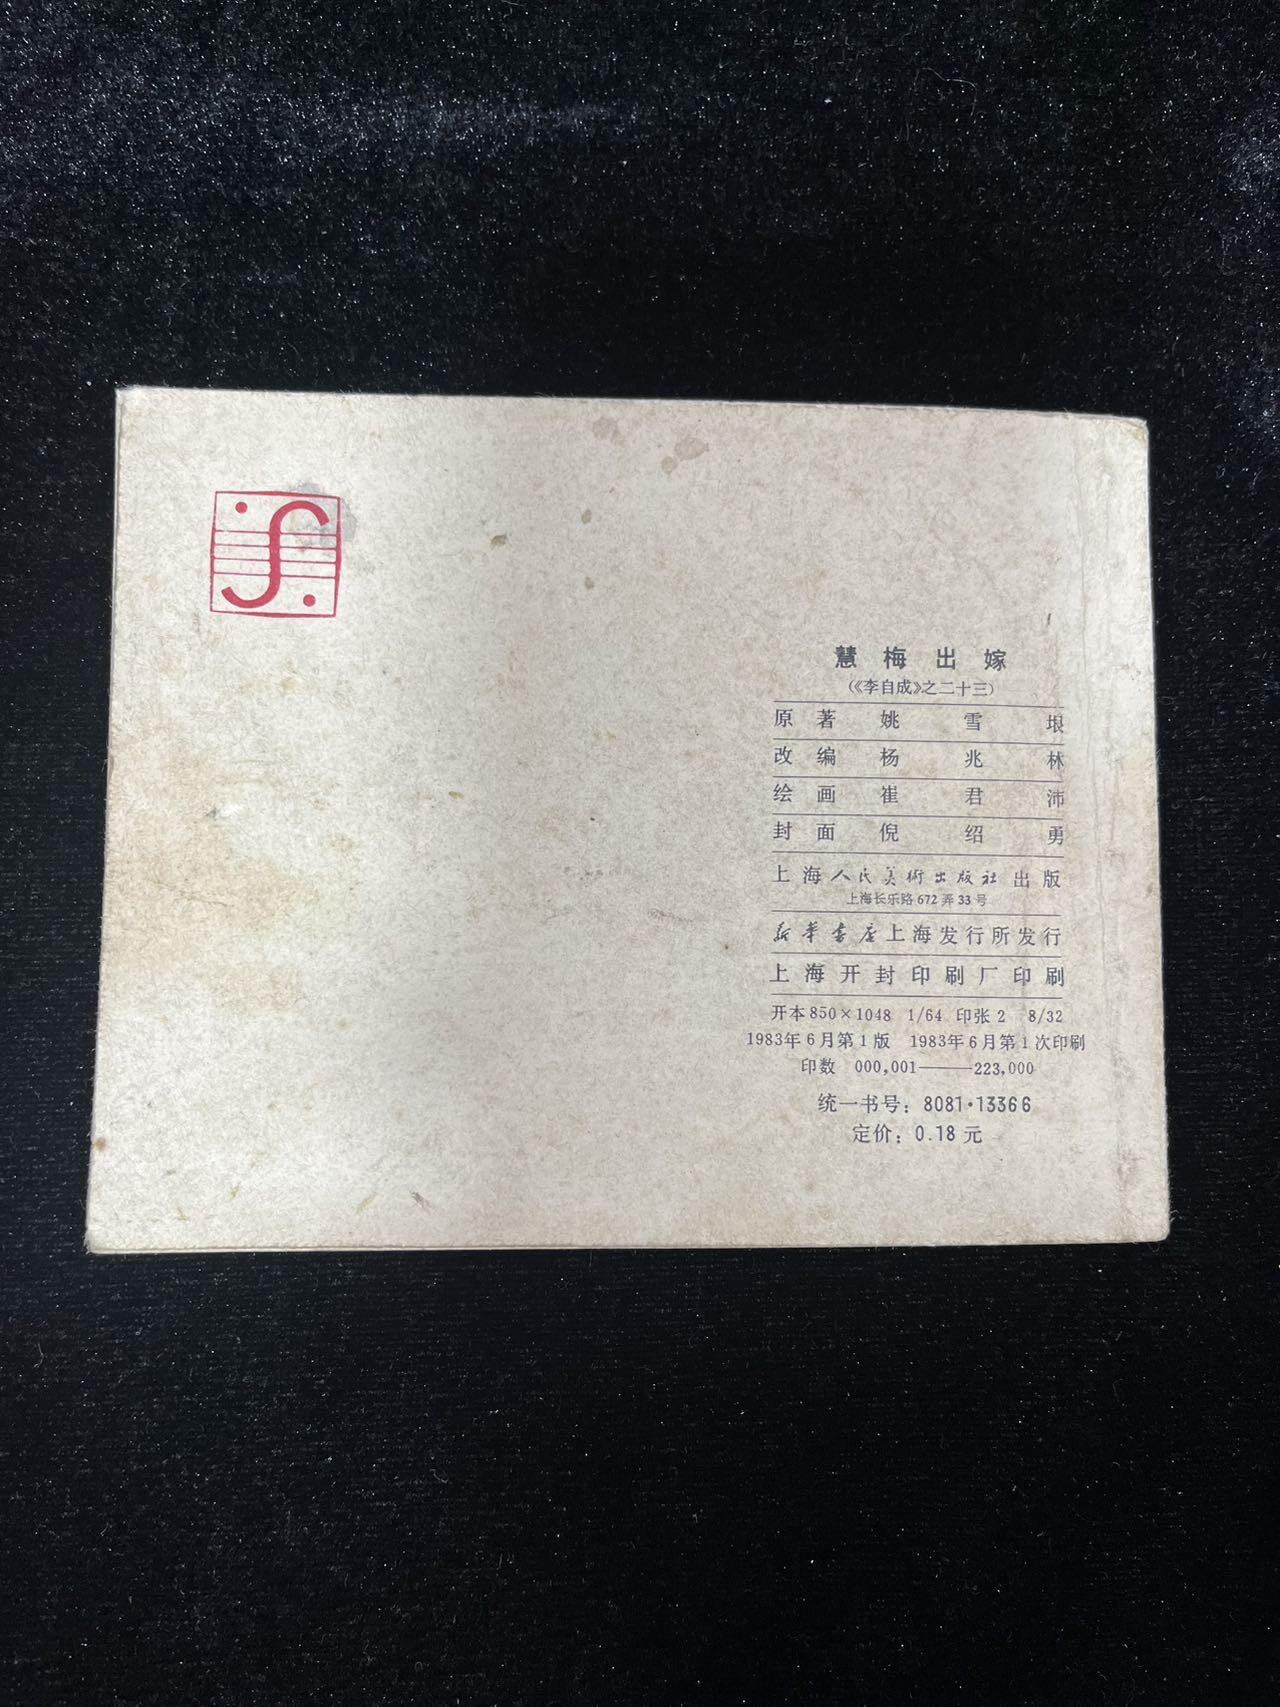 慧梅出嫁
(《李自成》之二十三)
原著 姚雪垠
改编 杨兆林
绘画 崔君沛
封面 倪绍勇
上海人民美術出版社出版
上海长乐路672弄33号
新华书店上海发行所发行
上海开封印刷厂印刷
开本850×1048 1/64 印张2 8/32
1983年6月第1版 1983年6月第1次印刷
印数 000,001——223,000
统一书号：8081·13366
定价：0.18元